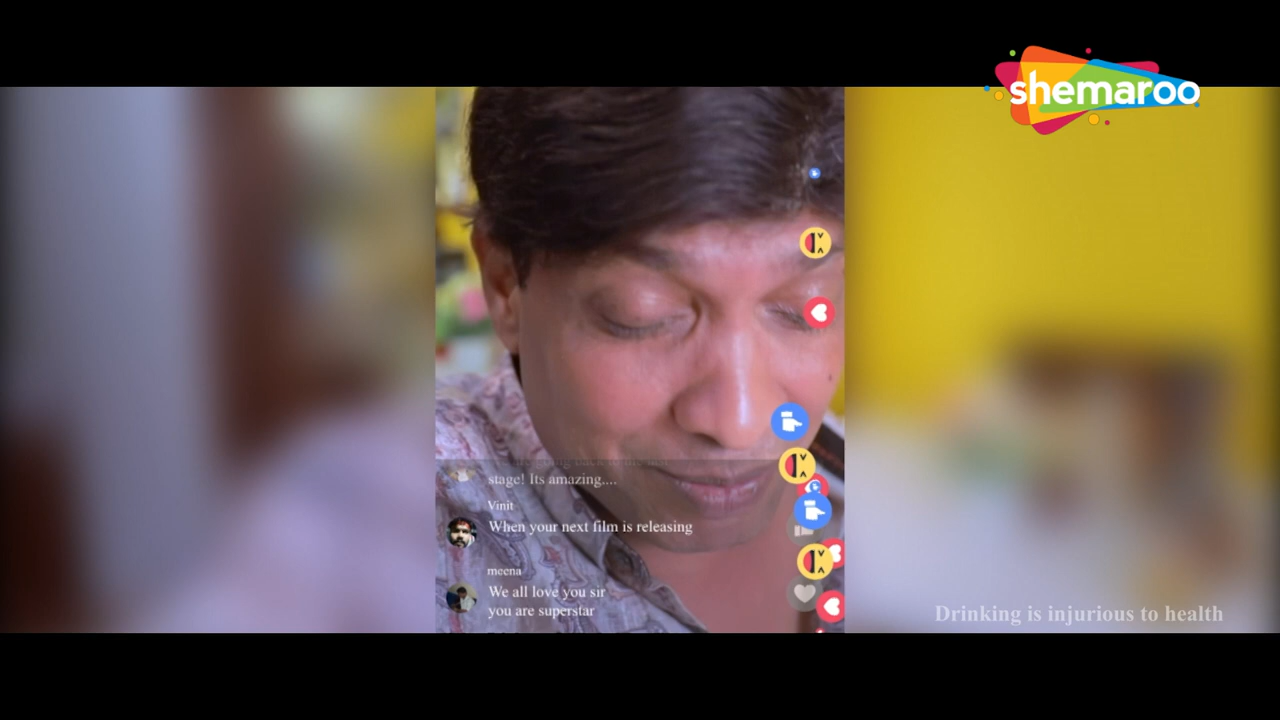 shemaroo
stage! Its amazing....
Vinit
When your next film is releasing
meena
We all love you sir
you are superstar
Drinking is injurious to health